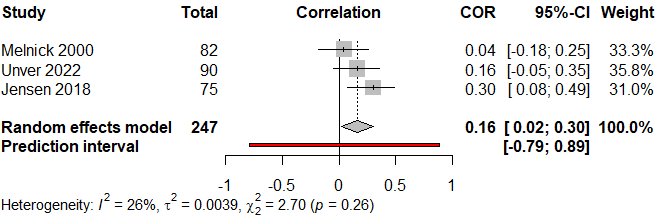 Study Total Correlation COR 95%-CI Weight
Melnick 2000 82 0.04 [-0.18; 0.25] 33.3%
Unver 2022 90 0.16 [-0.05; 0.35] 35.8%
Jensen 2018 75 0.30 [ 0.08; 0.49] 31.0%
Random effects model 247 0.16 [ 0.02; 0.30] 100.0%
Prediction interval [-0.79; 0.89]
-1 -0.5 0 0.5 1
Heterogeneity: I² = 26%, τ² = 0.0039, χ²₂ = 2.70 (p = 0.26)